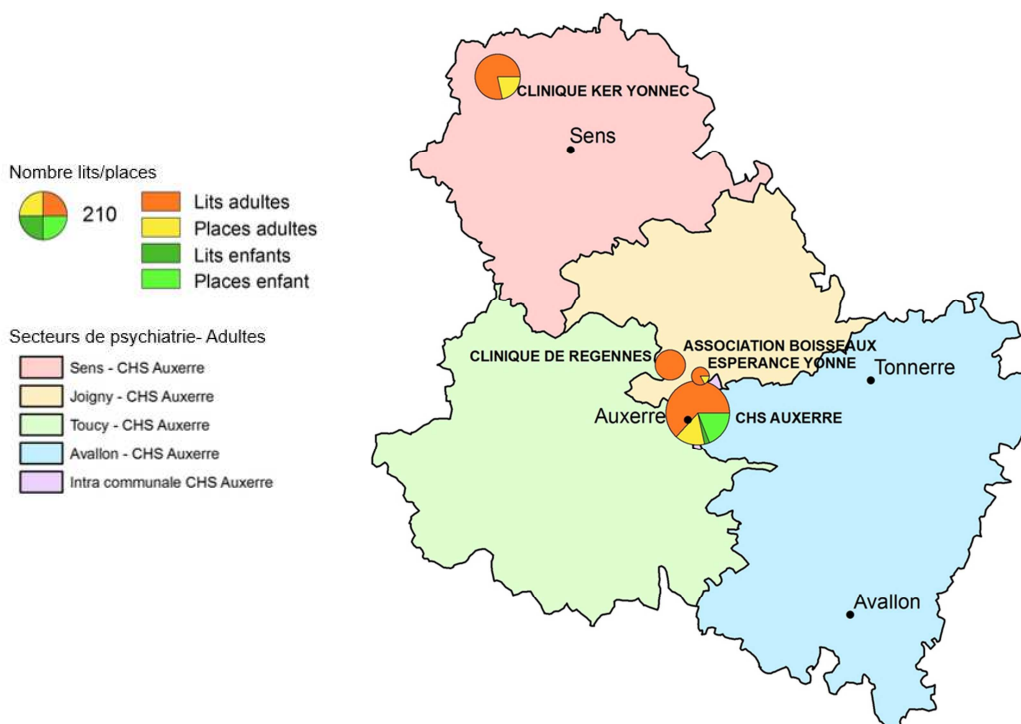 CLINIQUE KER YONNEC
Sens
Nombre lits/places
210
Lits adultes
Places adultes
Lits enfants
Places enfant
Secteurs de psychiatrie- Adultes
Sens - CHS Auxerre
Joigny - CHS Auxerre
Toucy - CHS Auxerre
Avallon - CHS Auxerre
Intra communale CHS Auxerre
ASSOCIATION BOISSEAUX
CLINIQUE DE REGENNES
ESPERANCE YONNE
Tonnerre
Auxerre
CHS AUXERRE
Avallon